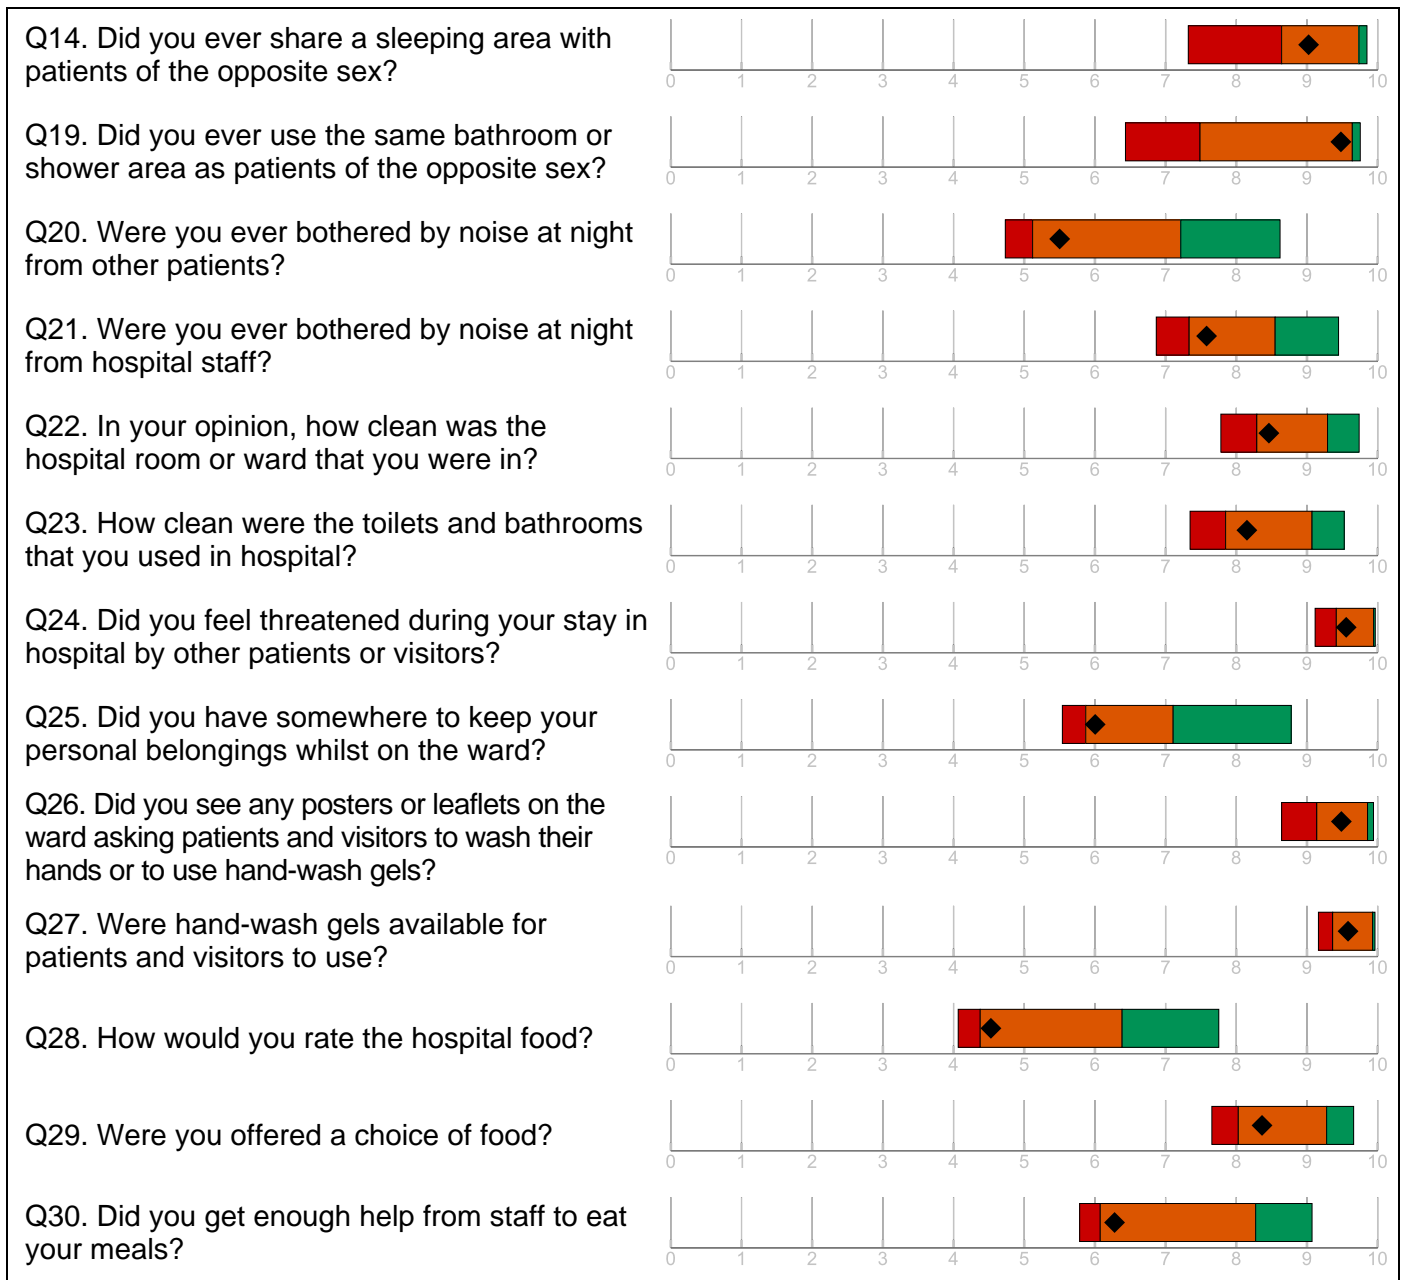 Q14. Did you ever share a sleeping area with
patients of the opposite sex?
0 1 2 3 4 5 6 7 8 9 10
Q19. Did you ever use the same bathroom or
shower area as patients of the opposite sex?
0 1 2 3 4 5 6 7 8 9 10
Q20. Were you ever bothered by noise at night
from other patients?
0 1 2 3 4 5 6 7 8 9 10
Q21. Were you ever bothered by noise at night
from hospital staff?
0 1 2 3 4 5 6 7 8 9 10
Q22. In your opinion, how clean was the
hospital room or ward that you were in?
0 1 2 3 4 5 6 7 8 9 10
Q23. How clean were the toilets and bathrooms
that you used in hospital?
0 1 2 3 4 5 6 7 8 9 10
Q24. Did you feel threatened during your stay in
hospital by other patients or visitors?
0 1 2 3 4 5 6 7 8 9 10
Q25. Did you have somewhere to keep your
personal belongings whilst on the ward?
0 1 2 3 4 5 6 7 8 9 10
Q26. Did you see any posters or leaflets on the
ward asking patients and visitors to wash their
hands or to use hand-wash gels?
0 1 2 3 4 5 6 7 8 9 10
Q27. Were hand-wash gels available for
patients and visitors to use?
0 1 2 3 4 5 6 7 8 9 10
Q28. How would you rate the hospital food?
0 1 2 3 4 5 6 7 8 9 10
Q29. Were you offered a choice of food?
0 1 2 3 4 5 6 7 8 9 10
Q30. Did you get enough help from staff to eat
your meals?
0 1 2 3 4 5 6 7 8 9 10